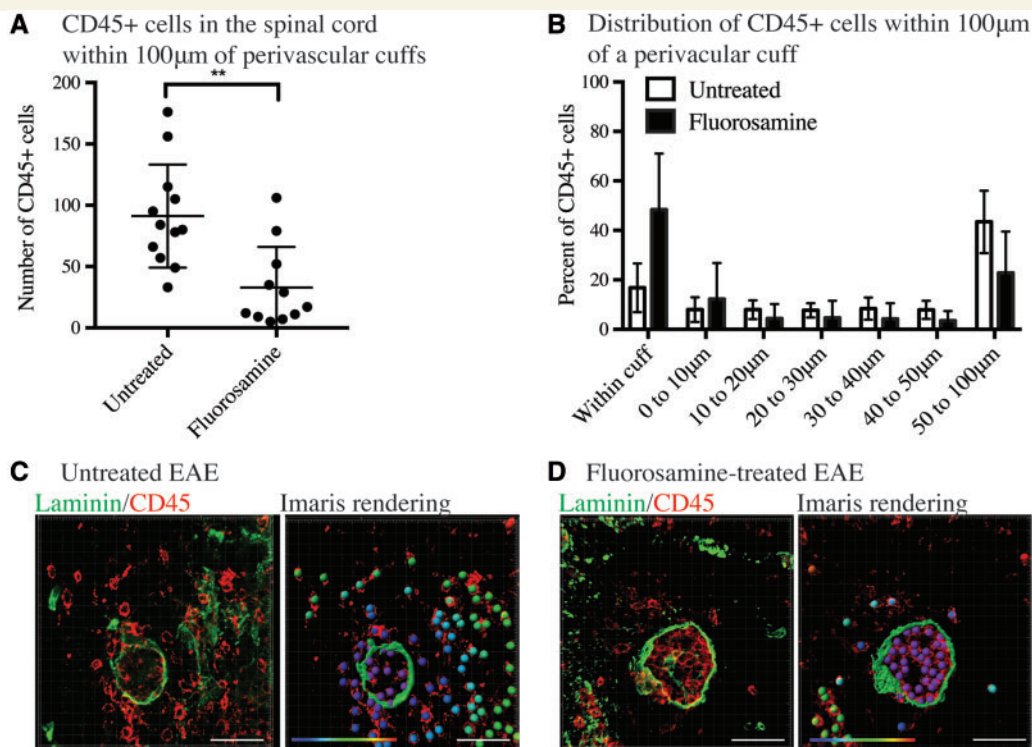 A CD45+ cells in the spinal cord
within 100µm of perivascular cuffs
**
Number of CD45+ cells
200
150
100
50
0
Untreated
Fluorosamine
B Distribution of CD45+ cells within 100µm
of a perivacular cuff
Percent of CD45+ cells
100
80
60
40
20
0
Untreated
Fluorosamine
Within cuff
0 to 10µm
10 to 20µm
20 to 30µm
30 to 40µm
40 to 50µm
50 to 100µm
C Untreated EAE
Laminin/CD45 Imaris rendering
D Fluorosamine-treated EAE
Laminin/CD45 Imaris rendering